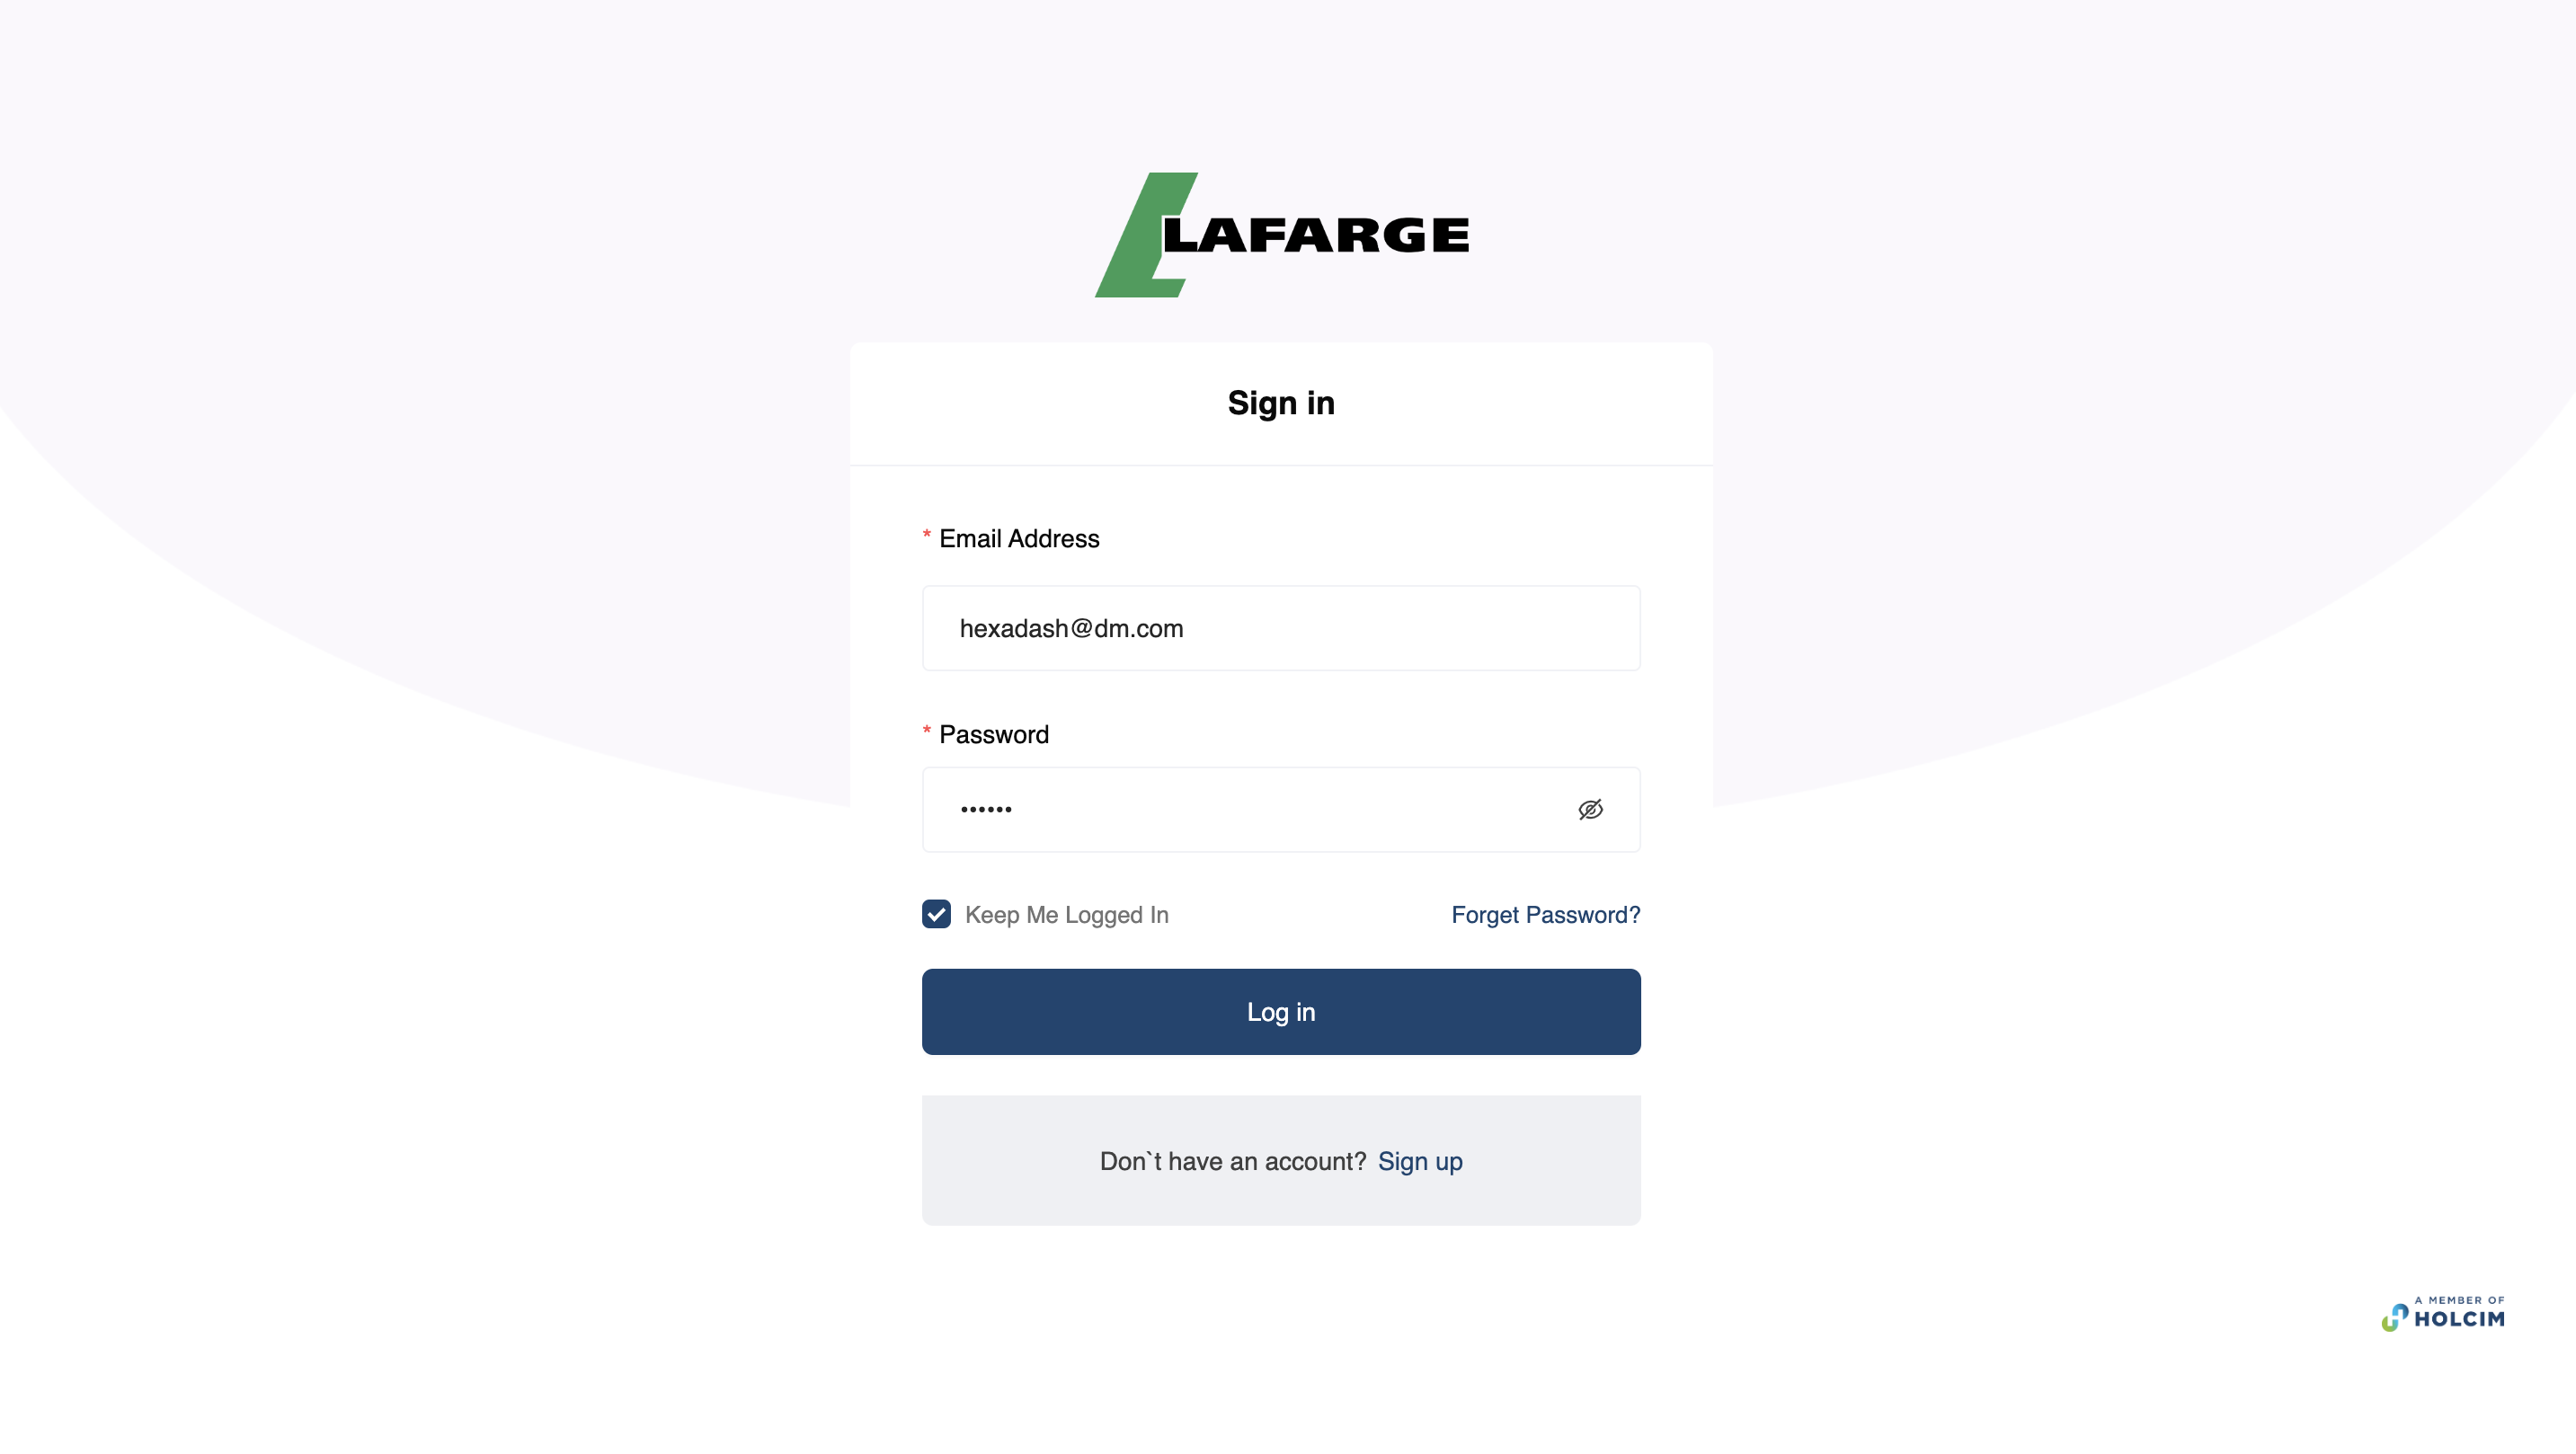 LAFARGE
Sign in
* Email Address
hexadash@dm.com
* Password
••••••
Keep Me Logged In
Forget Password?
Log in
Don`t have an account? Sign up
A MEMBER OF
HOLCIM